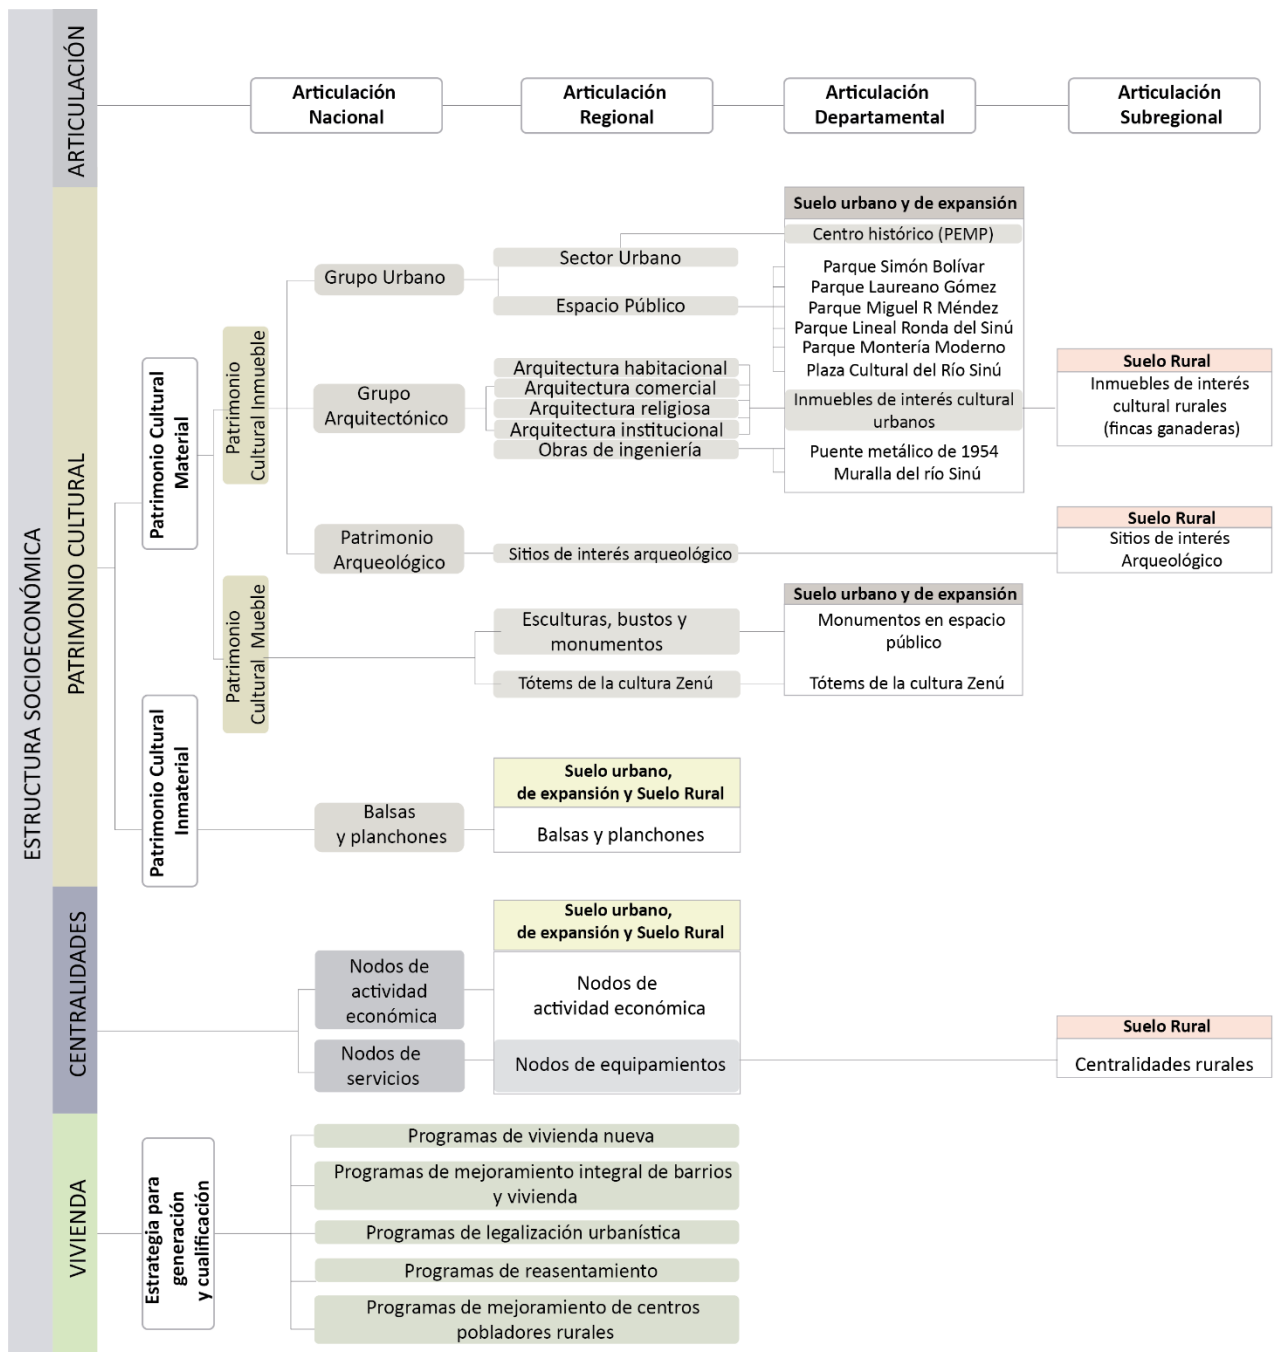 ESTRUCTURA SOCIOECONÓMICA
ARTICULACIÓN
Articulación
Nacional
Articulación
Regional
Articulación
Departamental
Articulación
Subregional
PATRIMONIO CULTURAL
Patrimonio Cultural
Material
Patrimonio
Cultural Inmueble
Grupo Urbano
Sector Urbano
Espacio Público
Suelo urbano y de expansión
Centro histórico (PEMP)
Parque Simón Bolívar
Parque Laureano Gómez
Parque Miguel R Méndez
Parque Lineal Ronda del Sinú
Parque Montería Moderno
Plaza Cultural del Río Sinú
Grupo
Arquitectónico
Arquitectura habitacional
Arquitectura comercial
Arquitectura religiosa
Arquitectura institucional
Obras de ingeniería
Inmuebles de interés cultural
urbanos
Puente metálico de 1954
Muralla del río Sinú
Suelo Rural
Inmuebles de interés
cultural rurales
(fincas ganaderas)
Patrimonio
Arqueológico
Sitios de interés arqueológico
Suelo Rural
Sitios de interés
Arqueológico
Patrimonio
Cultural Mueble
Esculturas, bustos y
monumentos
Tótems de la cultura Zenú
Suelo urbano y de expansión
Monumentos en espacio
público
Tótems de la cultura Zenú
Patrimonio Cultural
Inmaterial
Balsas
y planchones
Suelo urbano,
de expansión y Suelo Rural
Balsas y planchones
CENTRALIDADES
Nodos de
actividad
económica
Nodos de
servicios
Suelo urbano,
de expansión y Suelo Rural
Nodos de
actividad económica
Nodos de equipamientos
Suelo Rural
Centralidades rurales
VIVIENDA
Estrategia para
generación
y cualificación
Programas de vivienda nueva
Programas de mejoramiento integral de barrios
y vivienda
Programas de legalización urbanística
Programas de reasentamiento
Programas de mejoramiento de centros
pobladores rurales